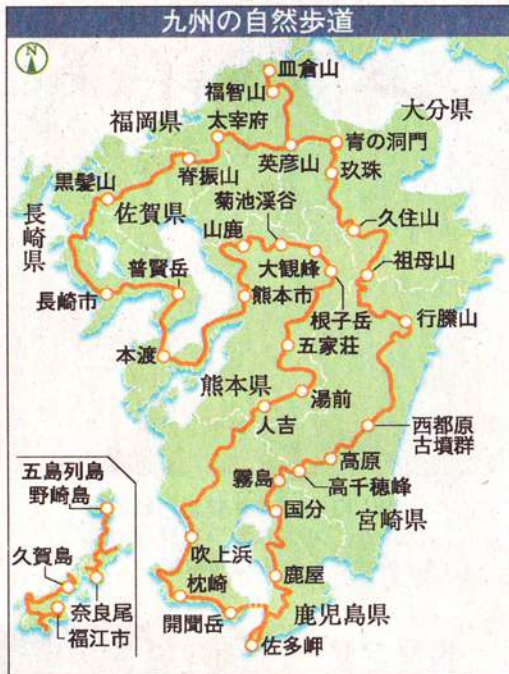 九州の自然歩道
N
皿倉山
福智山
大分県
福岡県
太宰府
青の洞門
英彦山
脊振山
玖珠
黒髪山
菊池渓谷
佐賀県
長崎県
山鹿
久住山
普賢岳
大観峰
祖母山
長崎市
熊本市
根子岳
行縢山
五家荘
本渡
熊本県
湯前
人吉
西都原
古墳群
五島列島
野崎島
霧島
高原
高千穂峰
国分
宮崎県
久賀島
吹上浜
枕崎
鹿屋
奈良尾
福江市
開聞岳
鹿児島県
佐多岬